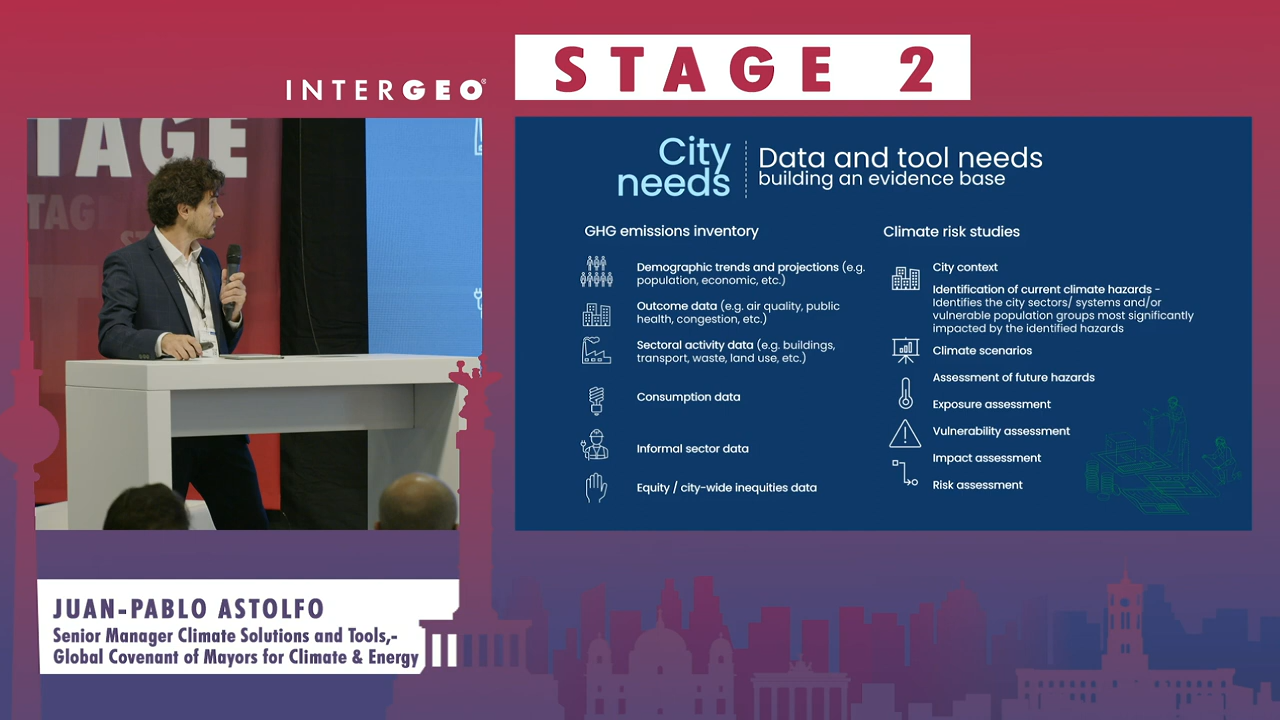 STAGE 2
INTERGEO®
TAGE
TAG
ST
City
needs
Data and tool needs
building an evidence base
GHG emissions inventory
Demographic trends and projections (e.g.
population, economic, etc.)
Outcome data (e.g. air quality, public
health, congestion, etc.)
Sectoral activity data (e.g. buildings,
transport, waste, land use, etc.)
Consumption data
Informal sector data
Equity / city-wide inequities data
Climate risk studies
City context
Identification of current climate hazards -
Identifies the city sectors/ systems and/or
vulnerable population groups most significantly
impacted by the identified hazards
Climate scenarios
Assessment of future hazards
Exposure assessment
Vulnerability assessment
Impact assessment
Risk assessment
JUAN-PABLO ASTOLFO
Senior Manager Climate Solutions and Tools,-
Global Covenant of Mayors for Climate & Energy